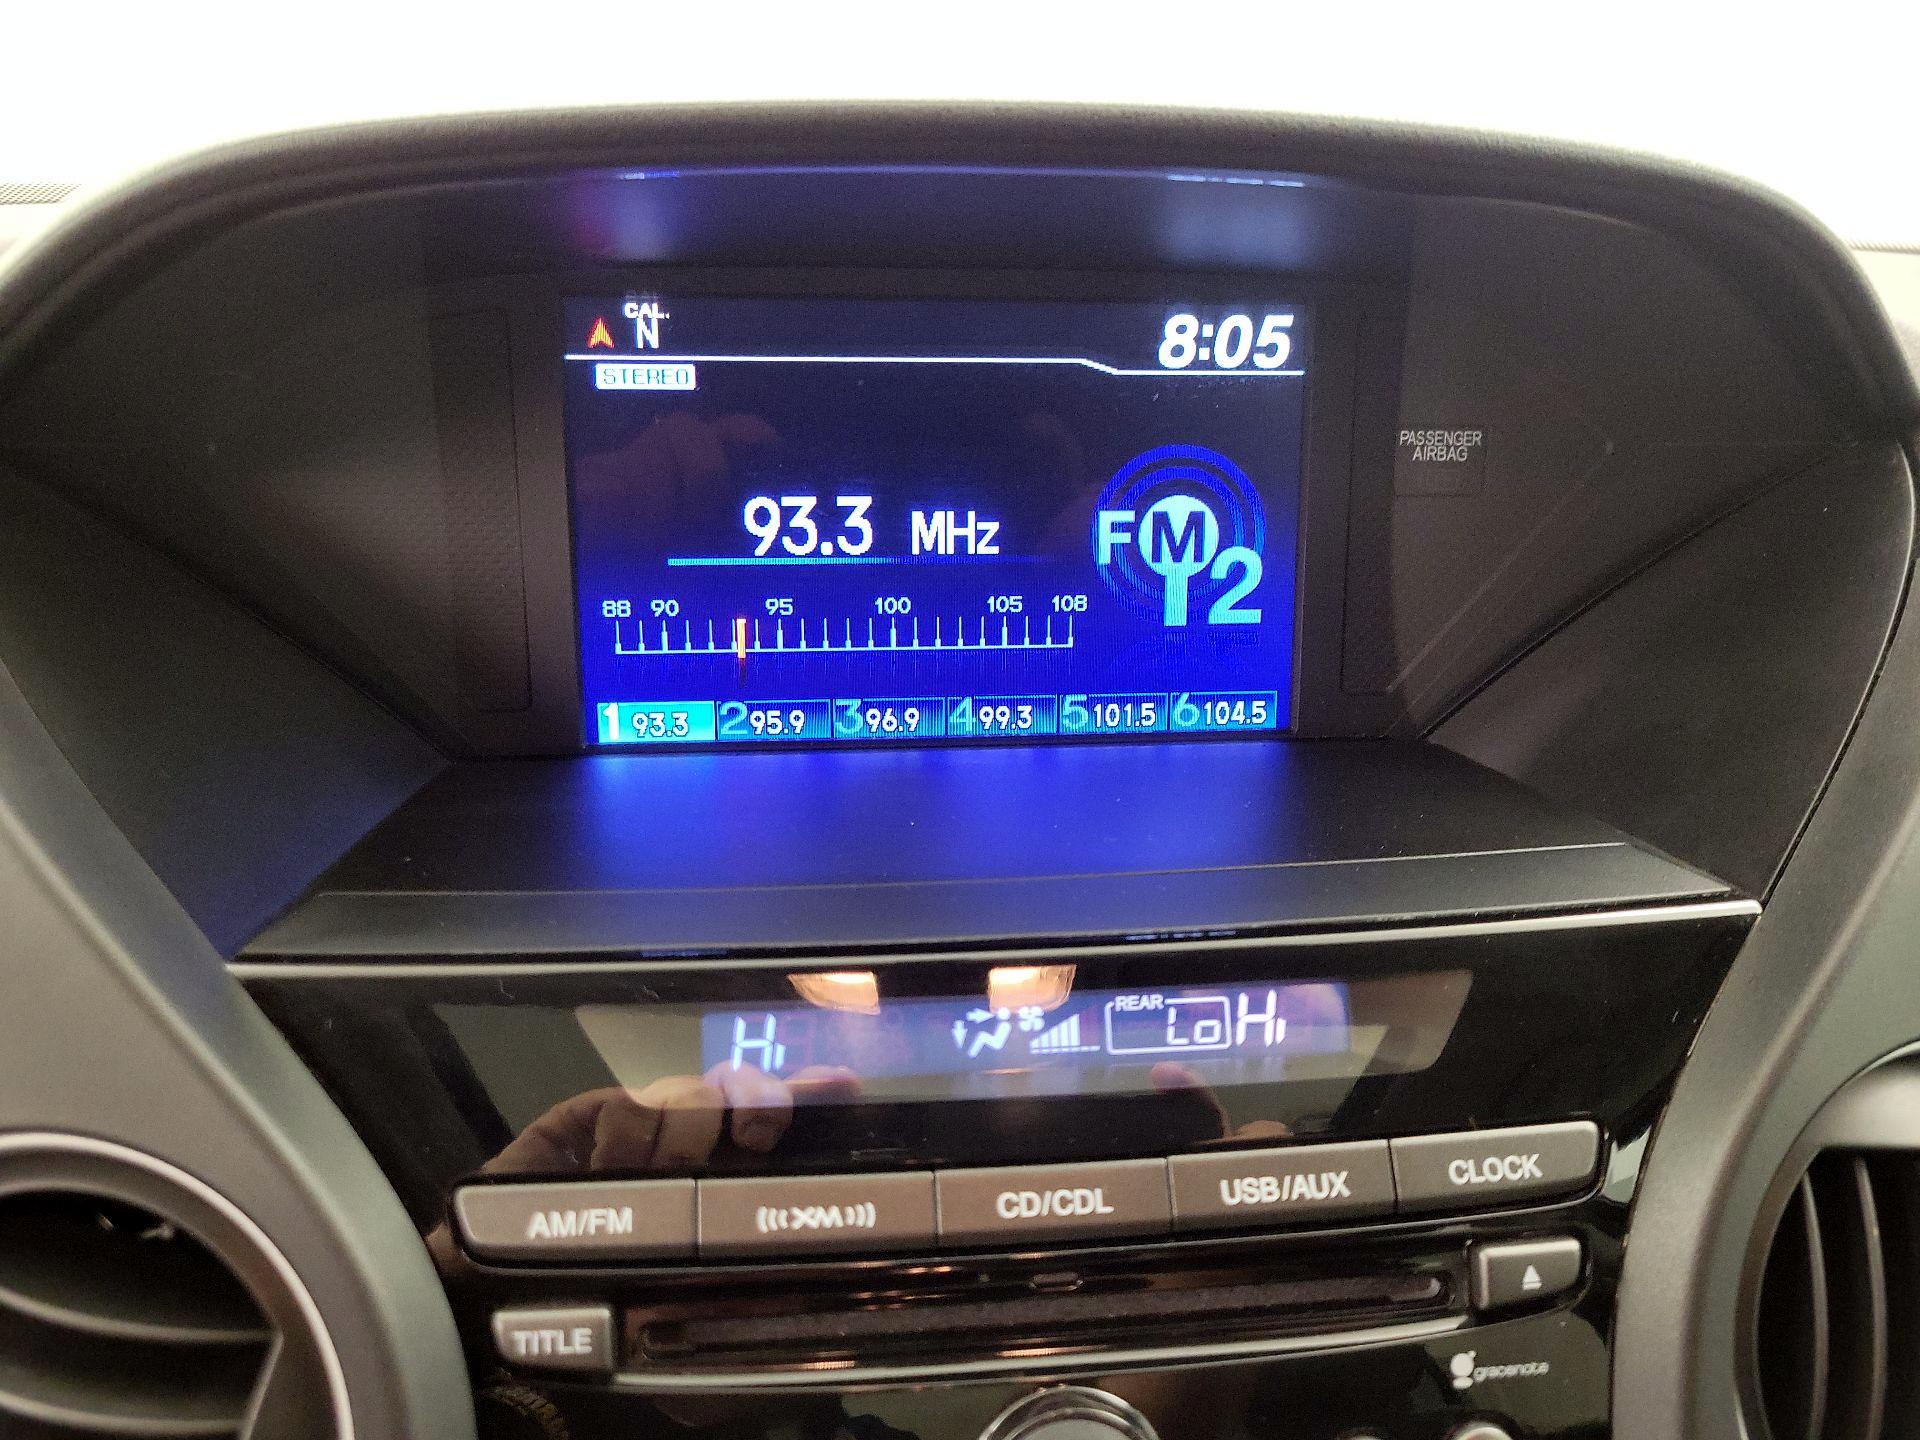 CAL.
N
8:05
STEREO
PASSENGER
AIRBAG
93.3 MHz
FM 2
88 90 95 100 105 108
1 93.3 2 95.9 3 96.9 4 99.3 5 101.5 6 104.5
Hi REAR Lo Hi
AM/FM (((XM))) CD/CDL USB/AUX CLOCK
TITLE
gracenote